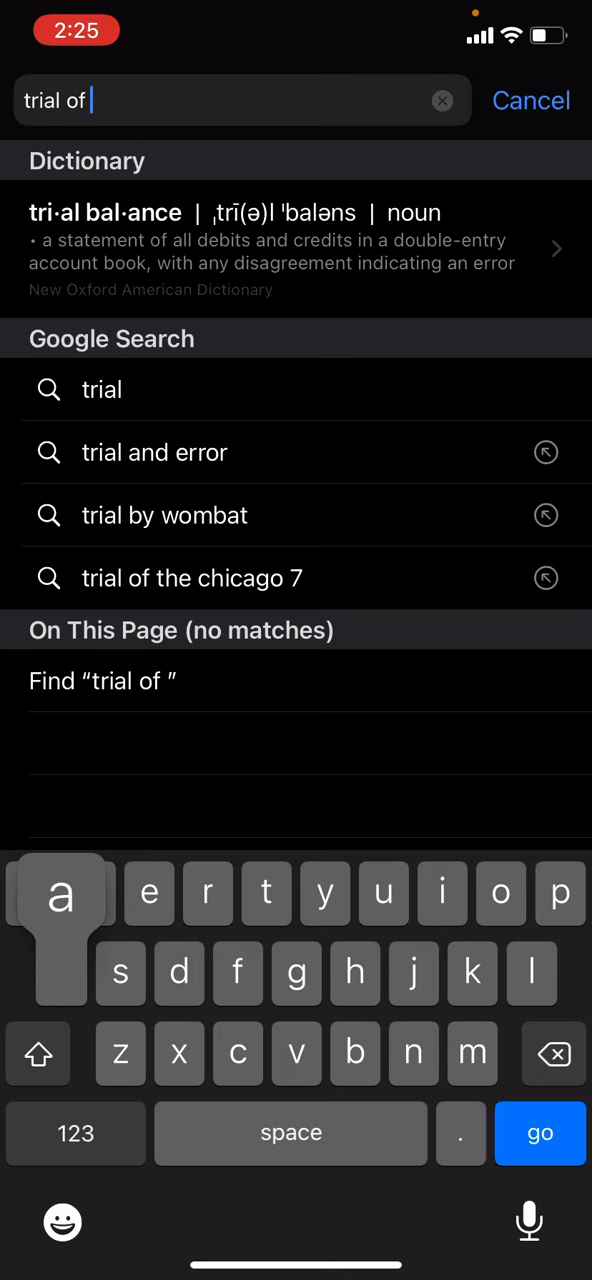 2:25
trial of
Cancel
Dictionary
tri·al bal·ance | ˌtrī(ə)l ˈbaləns | noun
• a statement of all debits and credits in a double-entry
account book, with any disagreement indicating an error
New Oxford American Dictionary
Google Search
trial
trial and error
trial by wombat
trial of the chicago 7
On This Page (no matches)
Find “trial of ”
a e r t y u i o p
s d f g h j k l
z x c v b n m
123 space . go